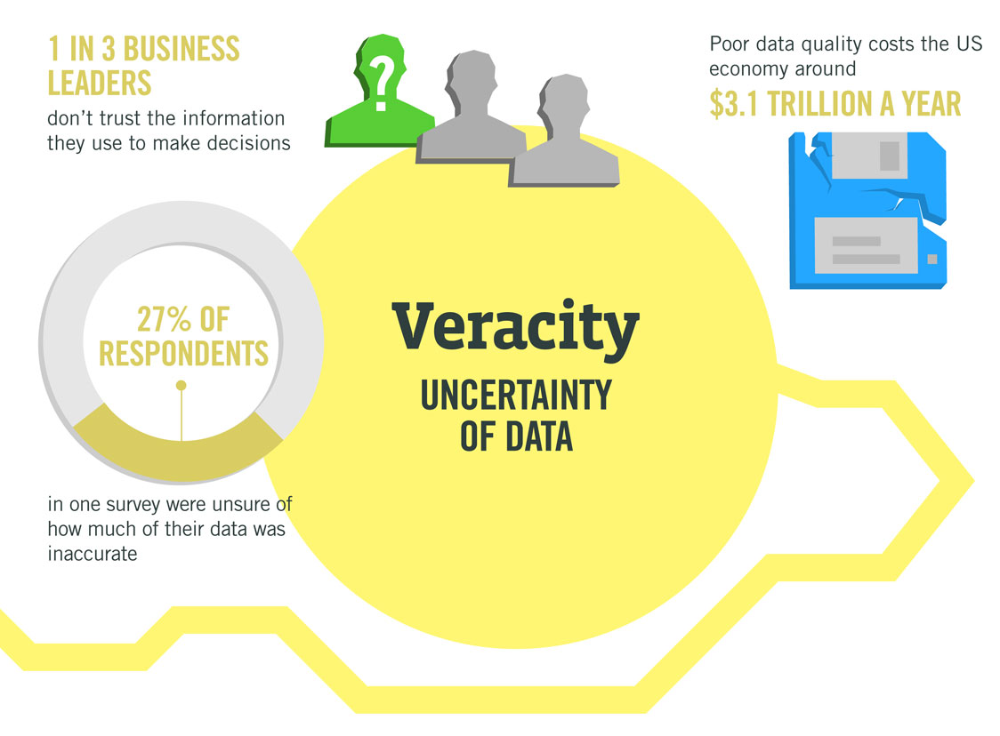 1 IN 3 BUSINESS
LEADERS
don’t trust the information
they use to make decisions
?
Poor data quality costs the US
economy around
$3.1 TRILLION A YEAR
27% OF
RESPONDENTS
in one survey were unsure of
how much of their data was
inaccurate
Veracity
UNCERTAINTY
OF DATA